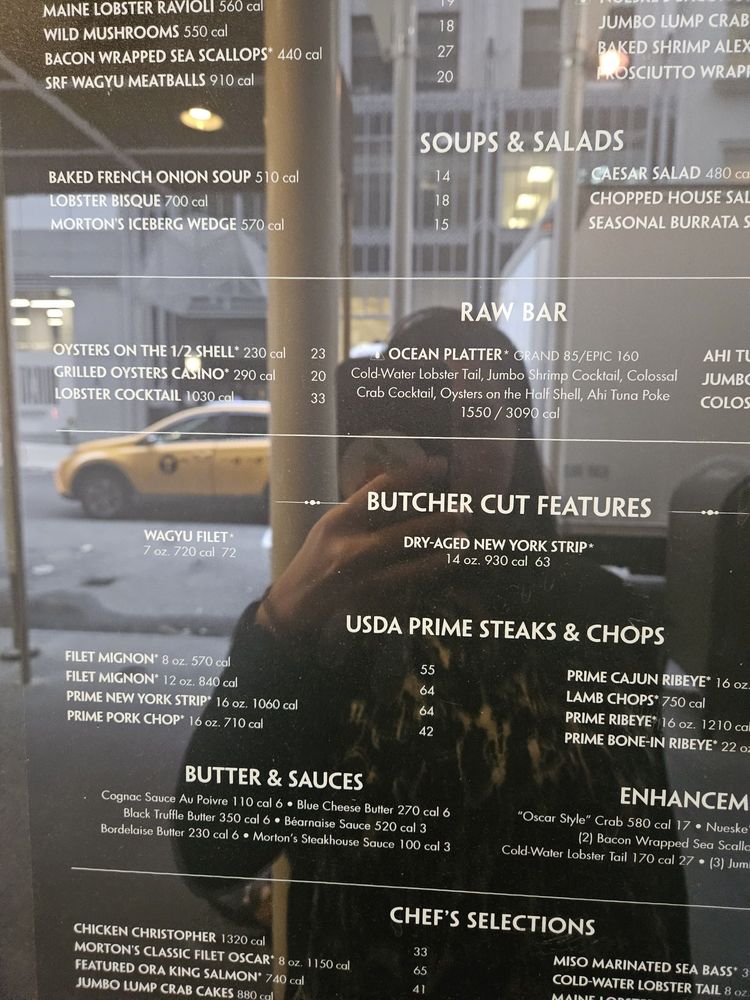 MAINE LOBSTER RAVIOLI 560 cal 19
WILD MUSHROOMS 550 cal 18
BACON WRAPPED SEA SCALLOPS* 440 cal 27
SRF WAGYU MEATBALLS 910 cal 20
JUMBO LUMP CRAB
BAKED SHRIMP ALEX
PROSCIUTTO WRAPP
SOUPS & SALADS
BAKED FRENCH ONION SOUP 510 cal 14
LOBSTER BISQUE 700 cal 18
MORTON'S ICEBERG WEDGE 570 cal 15
CAESAR SALAD 480 ca
CHOPPED HOUSE SAL
SEASONAL BURRATA S
RAW BAR
OYSTERS ON THE 1/2 SHELL* 230 cal 23
GRILLED OYSTERS CASINO* 290 cal 20
LOBSTER COCKTAIL 1030 cal 33
OCEAN PLATTER* GRAND 85/EPIC 160
Cold-Water Lobster Tail, Jumbo Shrimp Cocktail, Colossal
Crab Cocktail, Oysters on the Half Shell, Ahi Tuna Poke
1550 / 3090 cal
AHI TU
JUMBO
COLOS
BUTCHER CUT FEATURES
WAGYU FILET*
7 oz. 720 cal 72
DRY-AGED NEW YORK STRIP*
14 oz. 930 cal 63
USDA PRIME STEAKS & CHOPS
FILET MIGNON* 8 oz. 570 cal 55
FILET MIGNON* 12 oz. 840 cal 64
PRIME NEW YORK STRIP* 16 oz. 1060 cal 64
PRIME PORK CHOP* 16 oz. 710 cal 42
PRIME CAJUN RIBEYE* 16 oz.
LAMB CHOPS* 750 cal
PRIME RIBEYE* 16 oz. 1210 cal
PRIME BONE-IN RIBEYE* 22 oz
BUTTER & SAUCES
Cognac Sauce Au Poivre 110 cal 6 • Blue Cheese Butter 270 cal 6
Black Truffle Butter 350 cal 6 • Béarnaise Sauce 520 cal 3
Bordelaise Butter 230 cal 6 • Morton's Steakhouse Sauce 100 cal 3
ENHANCEM
"Oscar Style" Crab 580 cal 17 • Nueske
(2) Bacon Wrapped Sea Scallo
Cold-Water Lobster Tail 170 cal 27 • (3) Jum
CHEF'S SELECTIONS
CHICKEN CHRISTOPHER 1320 cal 33
MORTON'S CLASSIC FILET OSCAR* 8 oz. 1150 cal 65
FEATURED ORA KING SALMON* 740 cal 41
JUMBO LUMP CRAB CAKES 880 cal
MISO MARINATED SEA BASS*
COLD-WATER LOBSTER TAIL 8 oz